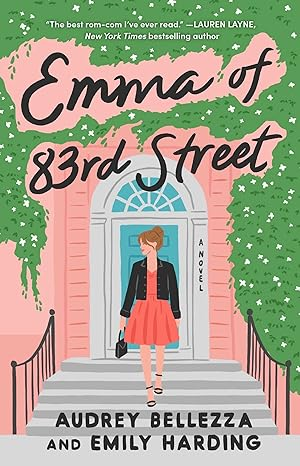 “The best rom-com I’ve ever read.” —LAUREN LAYNE,
New York Times bestselling author
Emma of
83rd Street
A NOVEL
AUDREY BELLEZZA
AND EMILY HARDING